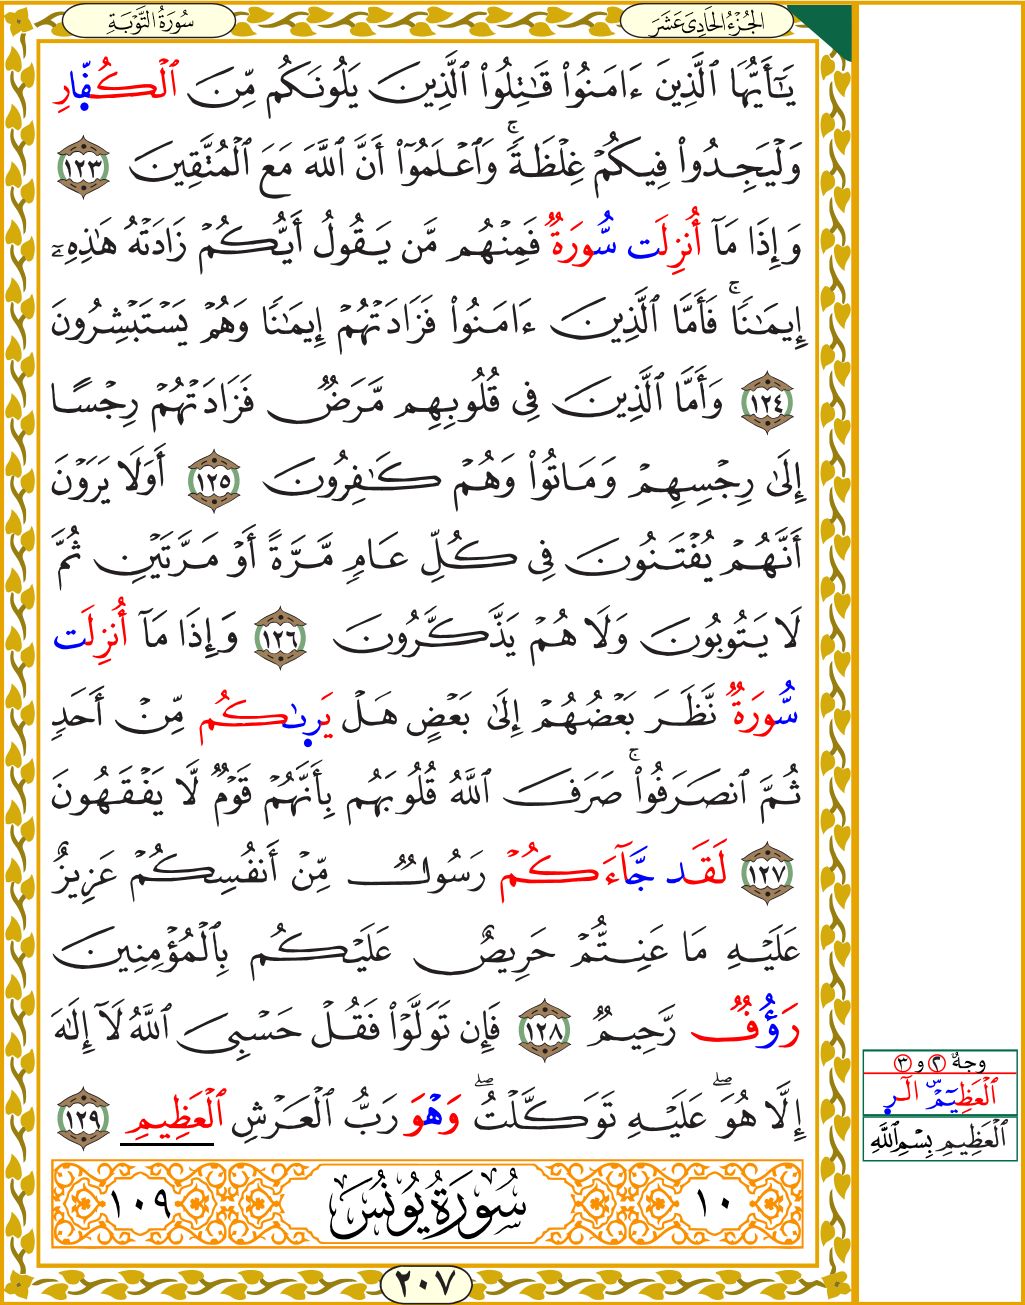 الجُزْءُ الحَادِىَ عَشَرَ
سُورَةُ التَّوْبَةِ
يَٰٓأَيُّهَا ٱلَّذِينَ ءَامَنُوا۟ قَٰتِلُوا۟ ٱلَّذِينَ يَلُونَكُم مِّنَ ٱلْكُفّ۪ارِ
وَلْيَجِدُوا۟ فِيكُمْ غِلْظَةًۚ وَٱعْلَمُوٓا۟ أَنَّ ٱللَّهَ مَعَ ٱلْمُتَّقِينَ ١٢٣
وَإِذَا مَآ أُنزِلَت سُّورَةٌ فَمِنْهُم مَّن يَقُولُ أَيُّكُمْ زَادَتْهُ هَٰذِهِۦٓ
إِيمَٰنًاۚ فَأَمَّا ٱلَّذِينَ ءَامَنُوا۟ فَزَادَتْهُمْ إِيمَٰنًا وَهُمْ يَسْتَبْشِرُونَ
١٢٤ وَأَمَّا ٱلَّذِينَ فِى قُلُوبِهِم مَّرَضٌ فَزَادَتْهُمْ رِجْسًا
إِلَىٰ رِجْسِهِمْ وَمَاتُوا۟ وَهُمْ كَٰفِرُونَ ١٢٥ أَوَلَا يَرَوْنَ
أَنَّهُمْ يُفْتَنُونَ فِى كُلِّ عَامٍ مَّرَّةً أَوْ مَرَّتَيْنِ ثُمَّ
لَا يَتُوبُونَ وَلَا هُمْ يَذَّكَّرُونَ ١٢٦ وَإِذَا مَآ أُنزِلَت
سُّورَةٌ نَّظَرَ بَعْضُهُمْ إِلَىٰ بَعْضٍ هَلْ يَر۪ىٰكُم مِّنْ أَحَدٍ
ثُمَّ ٱنصَرَفُوا۟ۚ صَرَفَ ٱللَّهُ قُلُوبَهُم بِأَنَّهُمْ قَوْمٌ لَّا يَفْقَهُونَ
١٢٧ لَقَد جَّآءَكُمْ رَسُولٌ مِّنْ أَنفُسِكُمْ عَزِيزٌ
عَلَيْهِ مَا عَنِتُّمْ حَرِيصٌ عَلَيْكُم بِٱلْمُؤْمِنِينَ
رَؤُفٌ رَّحِيمٌ ١٢٨ فَإِن تَوَلَّوْا۟ فَقُلْ حَسْبِىَ ٱللَّهُ لَآ إِلَٰهَ
إِلَّا هُوَۖ عَلَيْهِ تَوَكَّلْتُۖ وَهْوَ رَبُّ ٱلْعَرْشِ ٱلْعَظِيمِ ١٢٩
وجهٌ ٢ و ٣
ٱلْعَظِيمِ الٓر۪
ٱلْعَظِيمِ بِسْمِ ٱللَّهِ
١٠ سُورَةُ يُونُسَ ١٠٩
٢٠٧